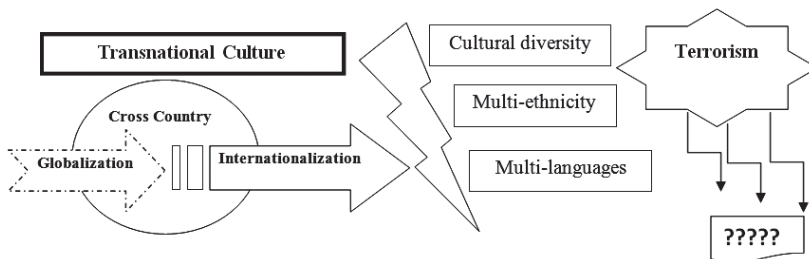 Transnational Culture
Cultural diversity
Terrorism
Cross Country
Multi-ethnicity
Globalization
Internationalization
Multi-languages
?????